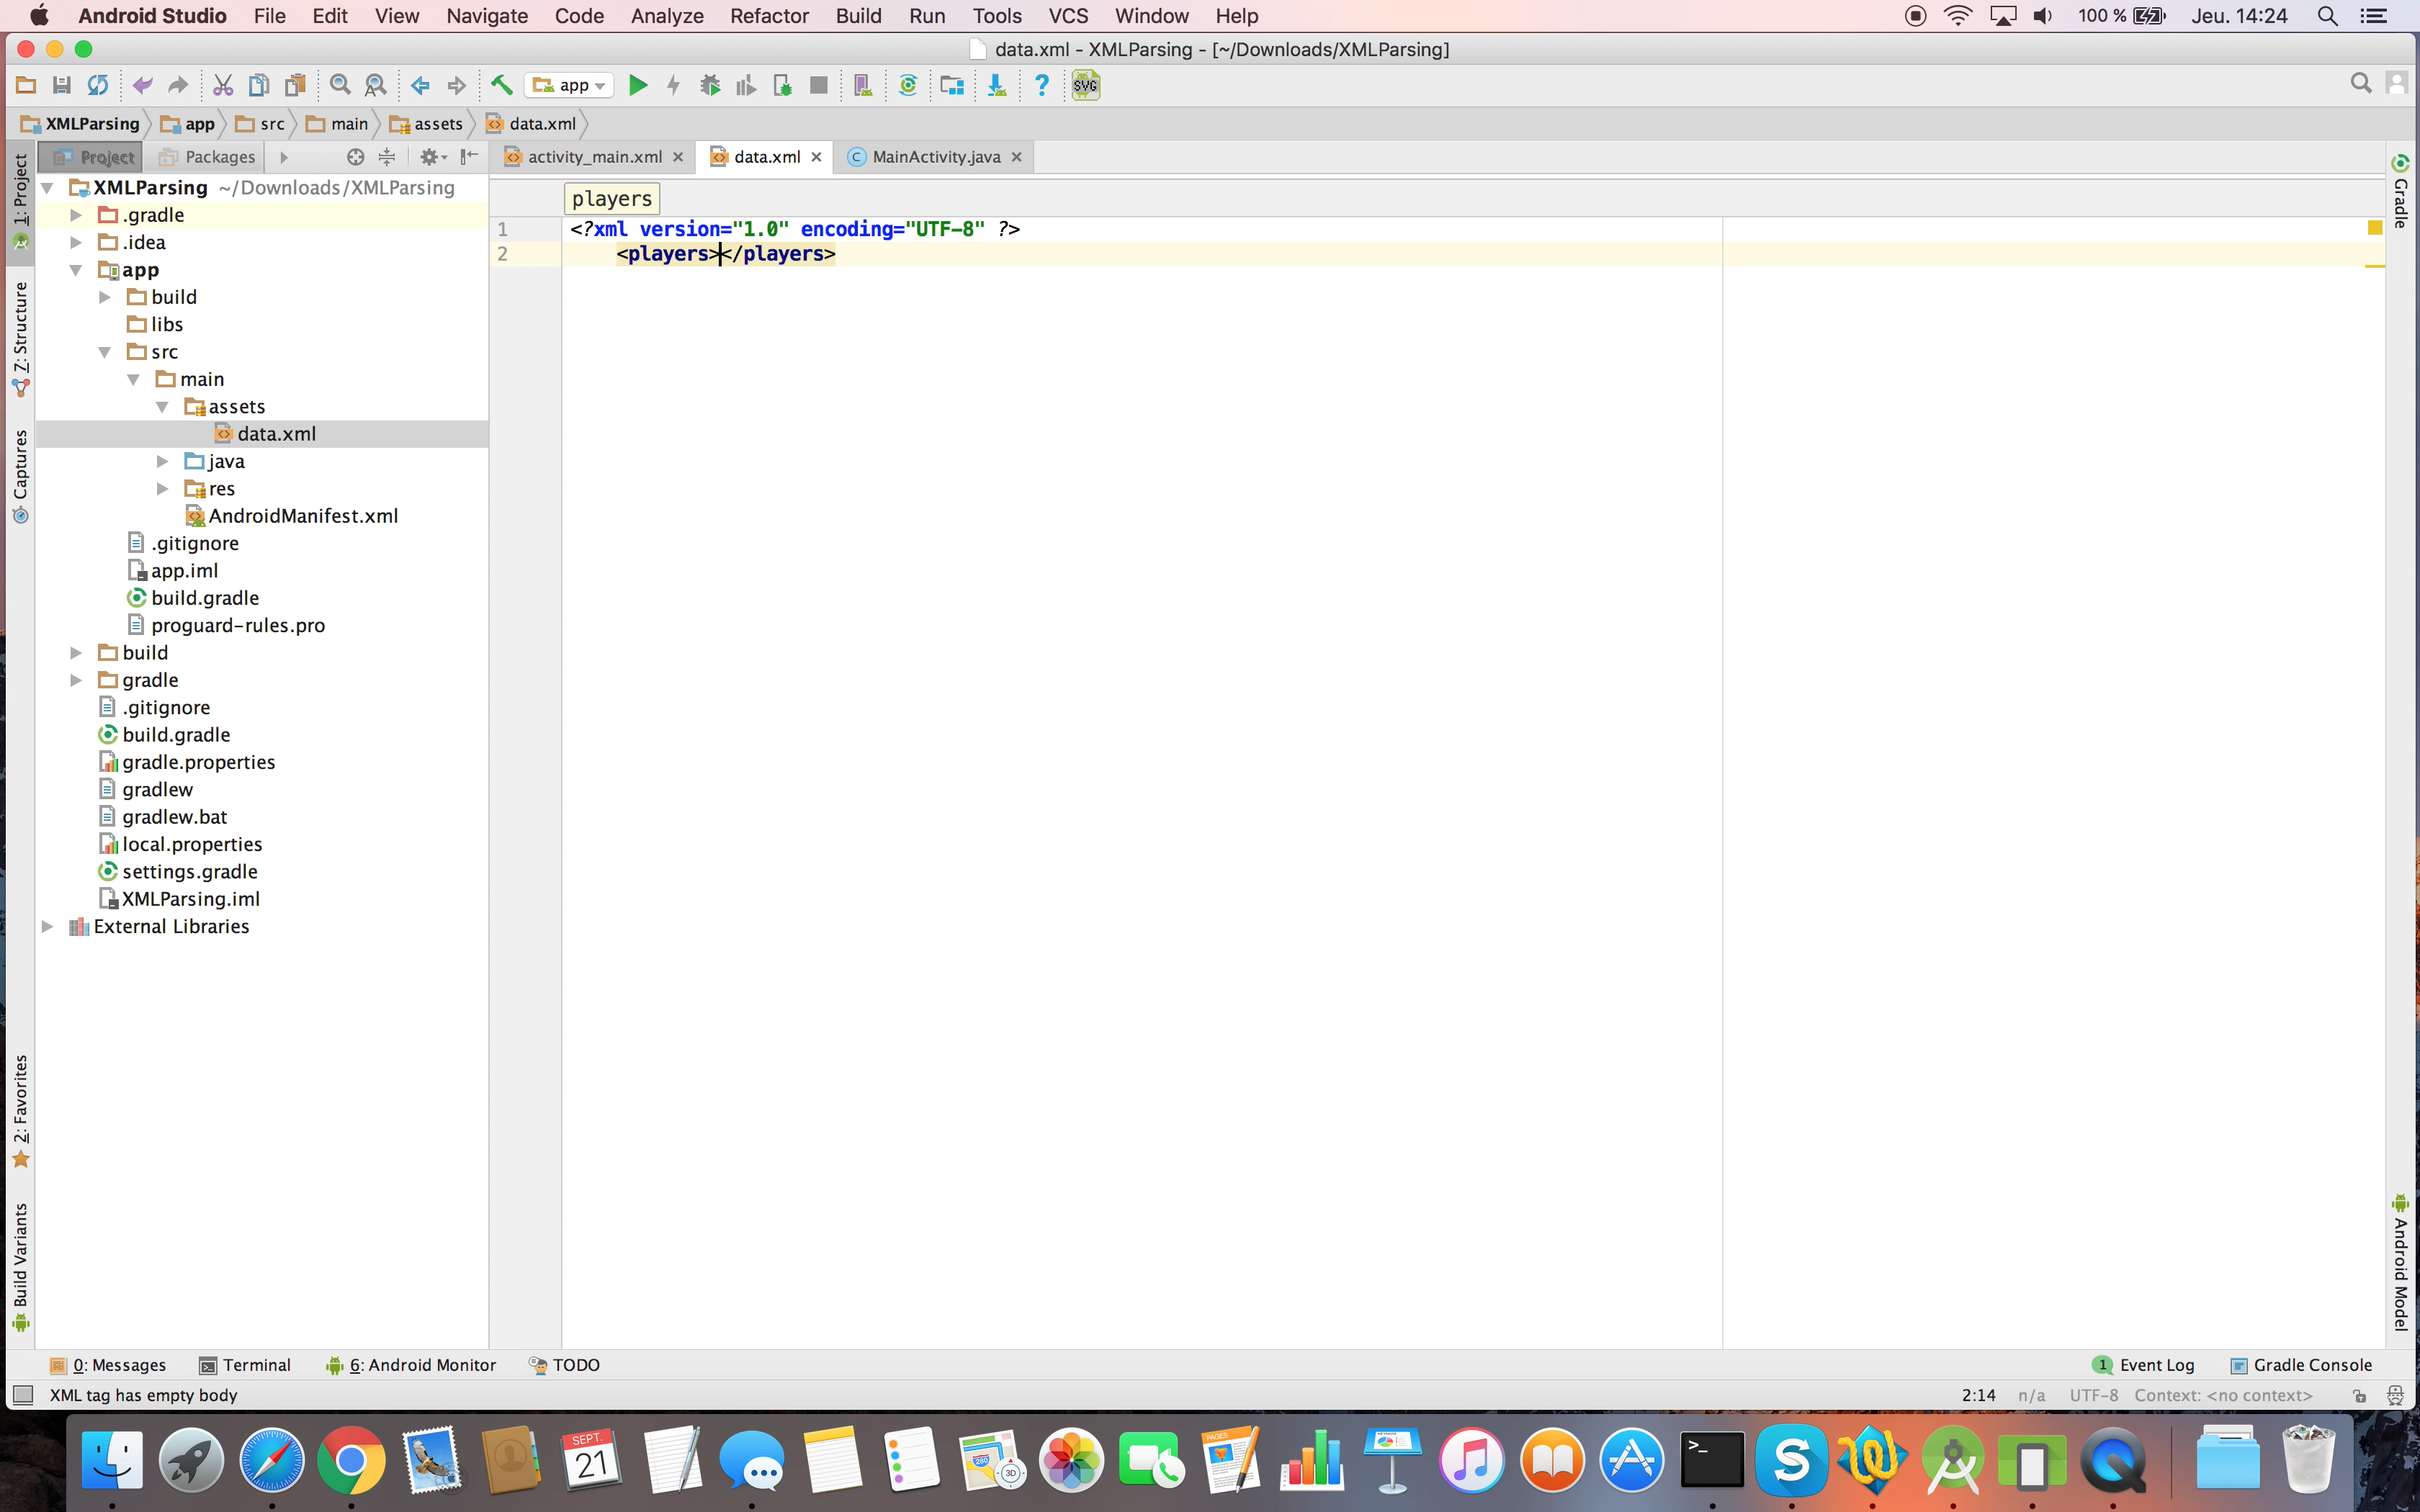 Android Studio File Edit View Navigate Code Analyze Refactor Build Run Tools VCS Window Help 100 % Jeu. 14:24
data.xml - XMLParsing - [~/Downloads/XMLParsing]
app SVG
XMLParsing app src main assets data.xml
Project Packages activity_main.xml data.xml C MainActivity.java
players
1 <?xml version="1.0" encoding="UTF-8" ?>
2 <players></players>
XMLParsing ~/Downloads/XMLParsing
.gradle
.idea
app
build
libs
src
main
assets
data.xml
java
res
AndroidManifest.xml
.gitignore
app.iml
build.gradle
proguard-rules.pro
build
gradle
.gitignore
build.gradle
gradle.properties
gradlew
gradlew.bat
local.properties
settings.gradle
XMLParsing.iml
External Libraries
1: Project
Z: Structure
Captures
2: Favorites
Build Variants
Gradle
Android Model
0: Messages Terminal 6: Android Monitor TODO 1 Event Log Gradle Console
XML tag has empty body 2:14 n/a UTF-8 Context: <no context>
SEPT.
21
280
3D
PAGES
>_
S